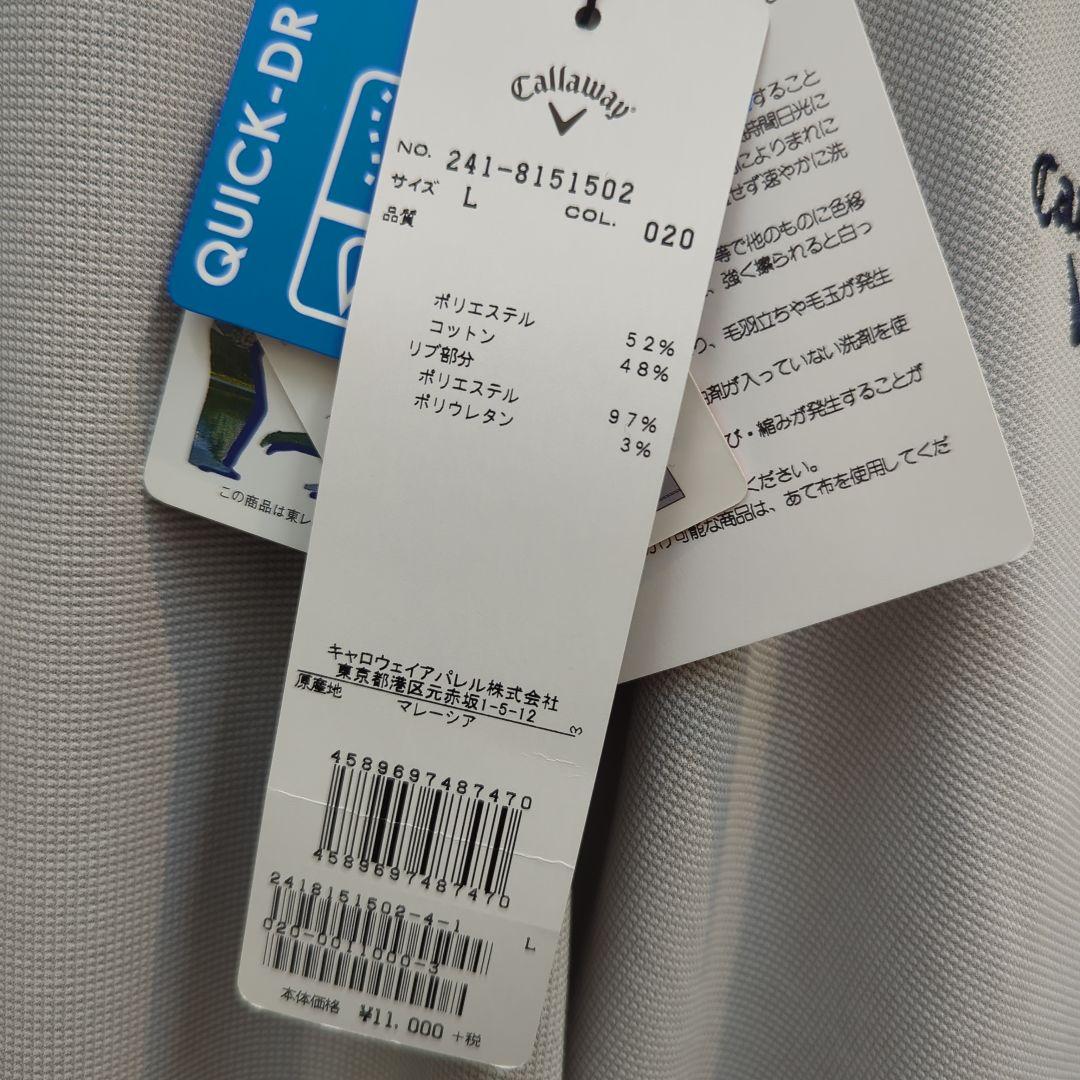 QUICK-DR
Callaway
NO. 241-8151502
サイズ L COL. 020
品質
ポリエステル 52%
コットン 48%
リブ部分
ポリエステル 97%
ポリウレタン 3%
キャロウェイアパレル株式会社
東京都港区元赤坂1-5-12
原産地 マレーシア 3
4589697487470
4589697487470
2418151502-4-1
L
020-0011000-3
本体価格 ¥11,000 +税
この商品は東レ
すること
時間日光に
によりまれに
せず速やかに洗
等で他のものに色移
、強く擦られると白っ
、毛羽立ちや毛玉が発生
剤が入っていない洗剤を使
び・縮みが発生することが
ください。
可能な商品は、あて布を使用してくだ
Ca